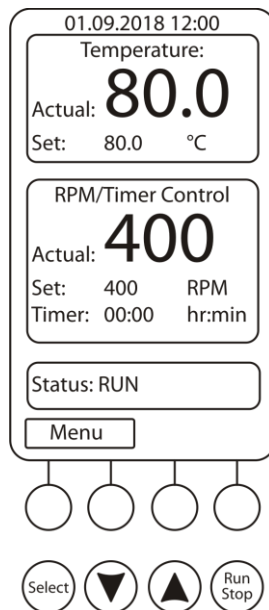 01.09.2018 12:00
Temperature:
Actual: 80.0
Set: 80.0 °C
RPM/Timer Control
Actual: 400
Set: 400 RPM
Timer: 00:00 hr:min
Status: RUN
Menu
Select
Run
Stop